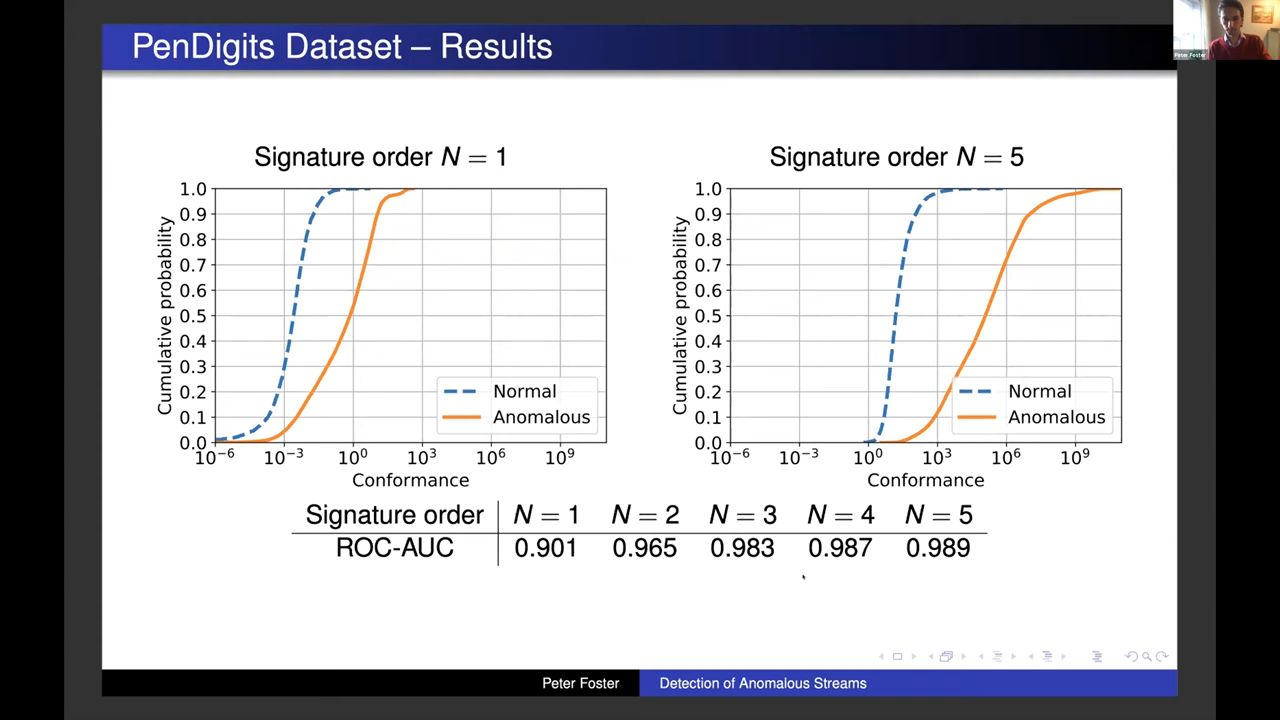 PenDigits Dataset – Results
Peter Foster
Signature order N = 1
1.0
0.9
0.8
0.7
0.6
0.5
0.4
0.3
0.2
0.1
0.0
Cumulative probability
Normal
Anomalous
10⁻⁶ 10⁻³ 10⁰ 10³ 10⁶ 10⁹
Conformance
Signature order N = 5
1.0
0.9
0.8
0.7
0.6
0.5
0.4
0.3
0.2
0.1
0.0
Cumulative probability
Normal
Anomalous
10⁻⁶ 10⁻³ 10⁰ 10³ 10⁶ 10⁹
Conformance
Signature order N = 1 N = 2 N = 3 N = 4 N = 5
ROC-AUC 0.901 0.965 0.983 0.987 0.989
Peter Foster Detection of Anomalous Streams